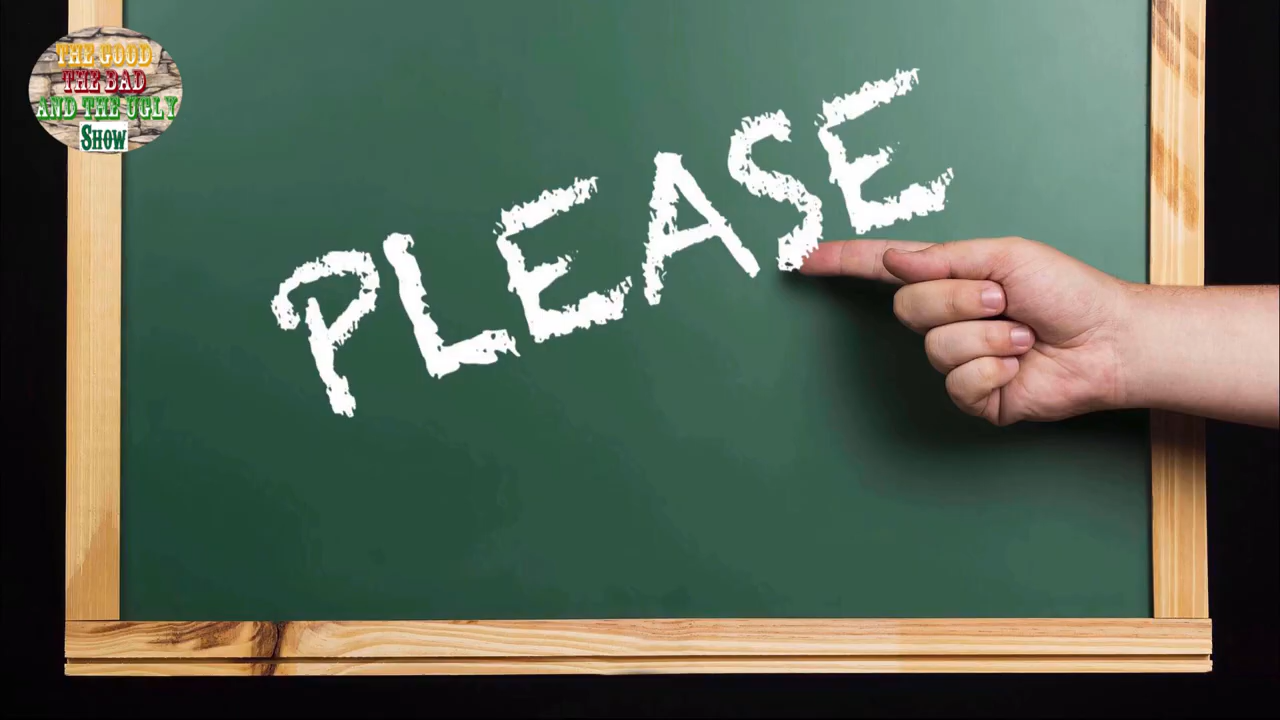 THE GOOD
THE BAD
AND THE UGLY
SHOW
PLEASE